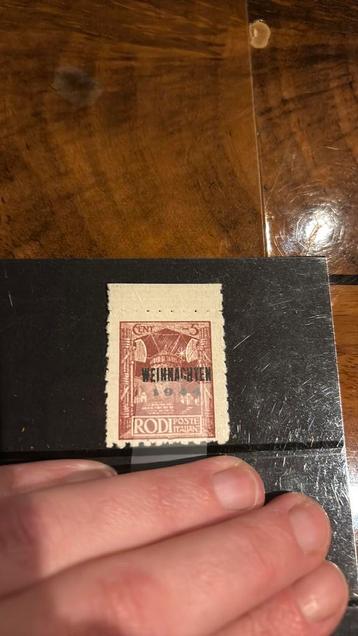 CENT 5
WEIHNACHTEN
RODI POSTE
ITALIANE